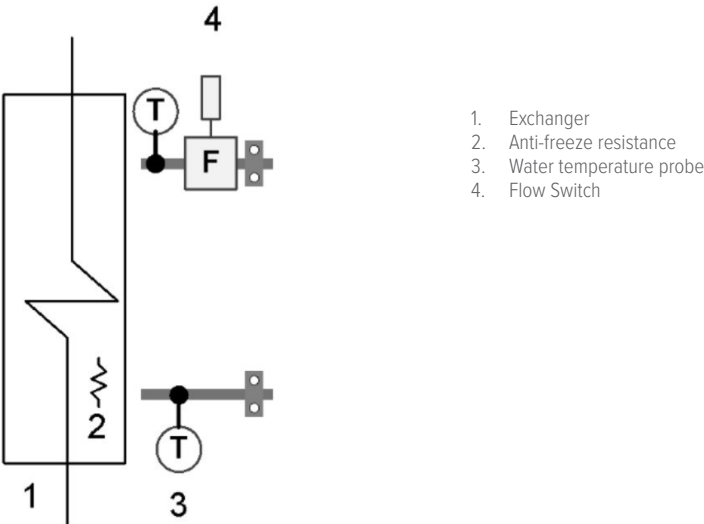 4
T
F
1. Exchanger
2. Anti-freeze resistance
3. Water temperature probe
4. Flow Switch
2
T
1
3